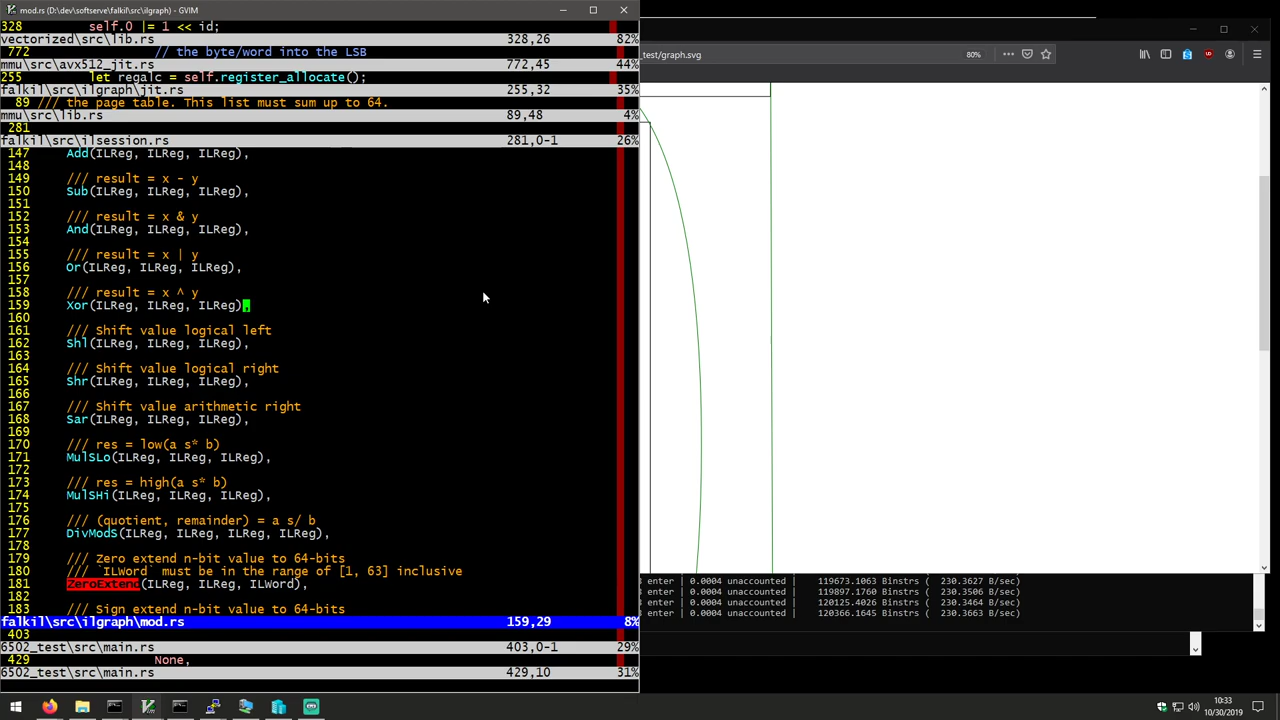 mod.rs (D:\dev\softserve\falkil\src\ilgraph) - GVIM
328        self.0 |= 1 << id;
vectorized\src\lib.rs 328,26 82%
772                 // the byte/word into the LSB
mmu\src\avx512_jit.rs 772,45 44%
255        let regalc = self.register_allocate();
falkil\src\ilgraph\jit.rs 255,32 35%
89 /// the page table. This list must sum up to 64.
mmu\src\lib.rs 89,48 4%
281
falkil\src\ilsession.rs 281,0-1 26%
147     Add(ILReg, ILReg, ILReg),
148
149     /// result = x - y
150     Sub(ILReg, ILReg, ILReg),
151
152     /// result = x & y
153     And(ILReg, ILReg, ILReg),
154
155     /// result = x | y
156     Or(ILReg, ILReg, ILReg),
157
158     /// result = x ^ y
159     Xor(ILReg, ILReg, ILReg),
160
161     /// Shift value logical left
162     Shl(ILReg, ILReg, ILReg),
163
164     /// Shift value logical right
165     Shr(ILReg, ILReg, ILReg),
166
167     /// Shift value arithmetic right
168     Sar(ILReg, ILReg, ILReg),
169
170     /// res = low(a s* b)
171     MulSLo(ILReg, ILReg, ILReg),
172
173     /// res = high(a s* b)
174     MulSHi(ILReg, ILReg, ILReg),
175
176     /// (quotient, remainder) = a s/ b
177     DivModS(ILReg, ILReg, ILReg, ILReg),
178
179     /// Zero extend n-bit value to 64-bits
180     /// `ILWord` must be in the range of [1, 63] inclusive
181     ZeroExtend(ILReg, ILReg, ILWord),
182
183     /// Sign extend n-bit value to 64-bits
falkil\src\ilgraph\mod.rs 159,29 8%
403
6502_test\src\main.rs 403,0-1 29%
429                 None,
6502_test\src\main.rs 429,10 31%
test/graph.svg 80%
enter | 0.0004 unaccounted |    119673.1063 Binstrs (  230.3627 B/sec)
enter | 0.0004 unaccounted |    119897.1760 Binstrs (  230.3506 B/sec)
enter | 0.0004 unaccounted |    120125.4026 Binstrs (  230.3464 B/sec)
enter | 0.0004 unaccounted |    120366.1645 Binstrs (  230.3663 B/sec)
10:33
10/30/2019